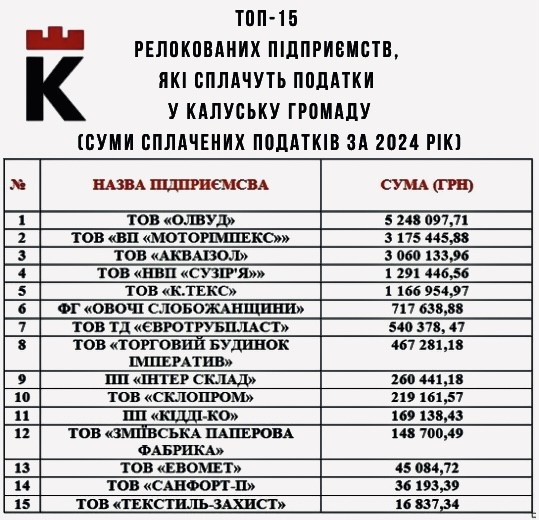 ТОП-15
РЕЛОКОВАНИХ ПІДПРИЄМСТВ,
ЯКІ СПЛАЧУТЬ ПОДАТКИ
У КАЛУСЬКУ ГРОМАДУ
(СУМИ СПЛАЧЕНИХ ПОДАТКІВ ЗА 2024 РІК)
К
№ НАЗВА ПІДПРИЄМСВА СУМА (ГРН)
1 ТОВ «ОЛВУД» 5 248 097,71
2 ТОВ «ВП «МОТОРІМПЕКС»» 3 175 445,88
3 ТОВ «АКВАІЗОЛ» 3 060 133,96
4 ТОВ «НВП «СУЗІР'Я»» 1 291 446,56
5 ТОВ «К.ТЕКС» 1 166 954,97
6 ФГ «ОВОЧІ СЛОБОЖАНЩИНИ» 717 638,88
7 ТОВ ТД «ЄВРОТРУБПЛАСТ» 540 378, 47
8 ТОВ «ТОРГОВИЙ БУДИНОК 467 281,18
ІМПЕРАТИВ»
9 ПП «ІНТЕР СКЛАД» 260 441,18
10 ТОВ «СКЛОПРОМ» 219 161,57
11 ПП «КІДДІ-КО» 169 138,43
12 ТОВ «ЗМІЇВСЬКА ПАПЕРОВА 148 700,49
ФАБРИКА»
13 ТОВ «ЕВОМЕТ» 45 084,72
14 ТОВ «САНФОРТ-П» 36 193,39
15 ТОВ «ТЕКСТИЛЬ-ЗАХИСТ» 16 837,34